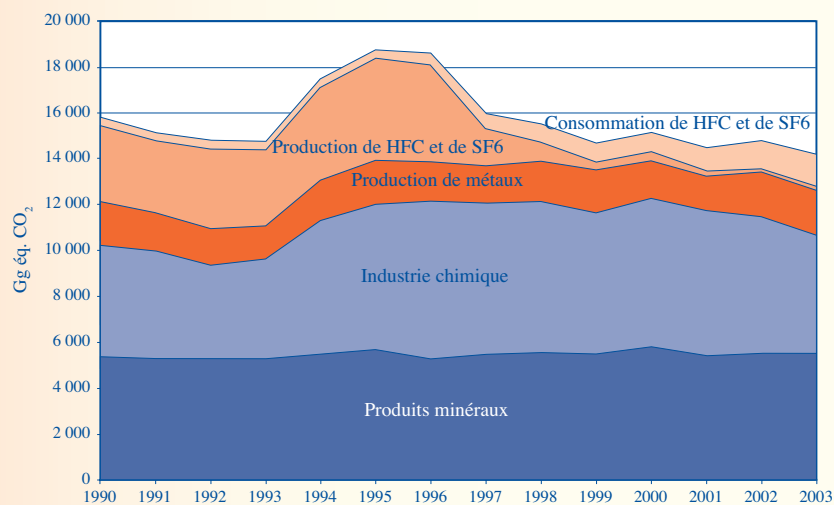 20 000
18 000
16 000
14 000
12 000
10 000
8 000
6 000
4 000
2 000
0
Gg éq. CO₂
Consommation de HFC et de SF6
Production de HFC et de SF6
Production de métaux
Industrie chimique
Produits minéraux
1990 1991 1992 1993 1994 1995 1996 1997 1998 1999 2000 2001 2002 2003